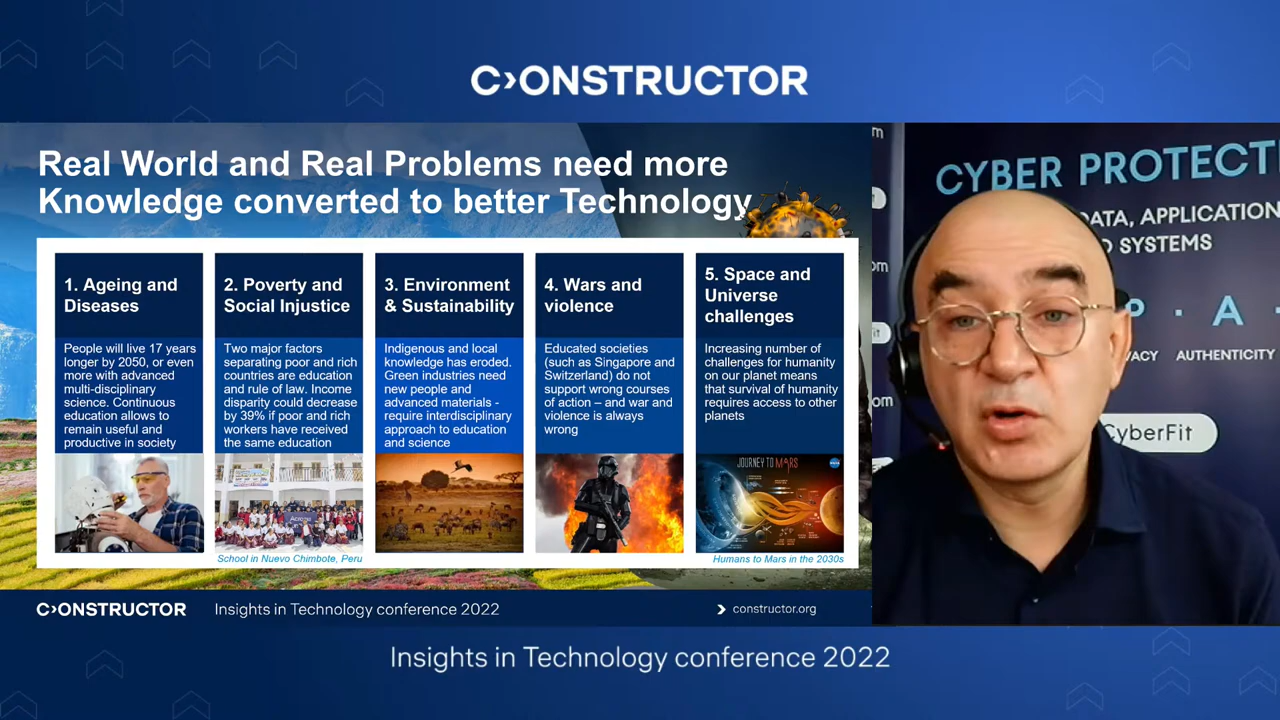 C›ONSTRUCTOR
Real World and Real Problems need more
Knowledge converted to better Technology
1. Ageing and
Diseases
People will live 17 years
longer by 2050, or even
more with advanced
multi-disciplinary
science. Continuous
education allows to
remain useful and
productive in society
2. Poverty and
Social Injustice
Two major factors
separating poor and rich
countries are education
and rule of law. Income
disparity could decrease
by 39% if poor and rich
workers have received
the same education
School in Nuevo Chimbote, Peru
3. Environment
& Sustainability
Indigenous and local
knowledge has eroded.
Green industries need
new people and
advanced materials -
require interdisciplinary
approach to education
and science
4. Wars and
violence
Educated societies
(such as Singapore and
Switzerland) do not
support wrong courses
of action – and war and
violence is always
wrong
5. Space and
Universe
challenges
Increasing number of
challenges for humanity
on our planet means
that survival of humanity
requires access to other
planets
JOURNEY TO MARS
Humans to Mars in the 2030s
C›ONSTRUCTOR
Insights in Technology conference 2022
constructor.org
CYBER PROTECTI
DATA, APPLICATION
SYSTEMS
P · A ·
VACY AUTHENTICITY
CyberFit
Insights in Technology conference 2022